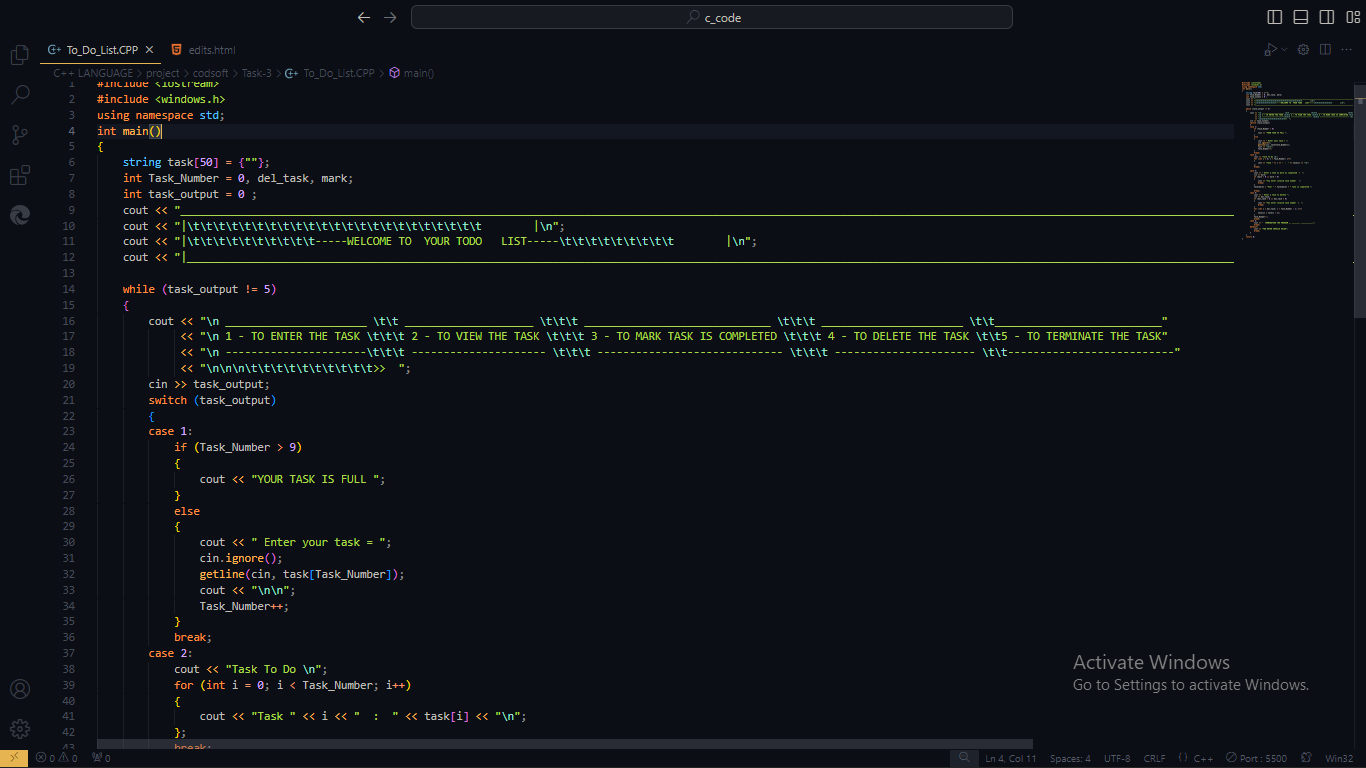 c_code
To_Do_List.CPP
edits.html
C++ LANGUAGE > project > codsoft > Task-3 > To_Do_List.CPP > main()
1 #include <iostream>
2 #include <windows.h>
3 using namespace std;
4 int main()
5 {
6 string task[50] = {""};
7 int Task_Number = 0, del_task, mark;
8 int task_output = 0 ;
9 cout << "________________________________________________________________
10 cout << "|\t\t\t\t\t\t\t\t\t\t\t\t\t\t\t\t\t\t\t\t\t\t\t |\n";
11 cout << "|\t\t\t\t\t\t\t\t\t\t-----WELCOME TO YOUR TODO LIST-----\t\t\t\t\t\t\t\t\t |\n";
12 cout << "|________________________________________________________________
13
14 while (task_output != 5)
15 {
16 cout << "\n ______________________ \t\t ____________________ \t\t\t _____________________________ \t\t\t ______________________ \t\t__________________________"
17 << "\n 1 - TO ENTER THE TASK \t\t\t 2 - TO VIEW THE TASK \t\t\t 3 - TO MARK TASK IS COMPLETED \t\t\t 4 - TO DELETE THE TASK \t\t5 - TO TERMINATE THE TASK"
18 << "\n ----------------------\t\t\t --------------------- \t\t\t ----------------------------- \t\t\t ---------------------- \t\t--------------------------"
19 << "\n\n\n\t\t\t\t\t\t\t\t\t\t>> ";
20 cin >> task_output;
21 switch (task_output)
22 {
23 case 1:
24 if (Task_Number > 9)
25 {
26 cout << "YOUR TASK IS FULL ";
27 }
28 else
29 {
30 cout << " Enter your task = ";
31 cin.ignore();
32 getline(cin, task[Task_Number]);
33 cout << "\n\n";
34 Task_Number++;
35 }
36 break;
37 case 2:
38 cout << "Task To Do \n";
39 for (int i = 0; i < Task_Number; i++)
40 {
41 cout << "Task " << i << " : " << task[i] << "\n";
42 };
43 break;
Activate Windows
Go to Settings to activate Windows.
0 0 0 Ln 4, Col 11 Spaces: 4 UTF-8 CRLF {} C++ Port : 5500 Win32